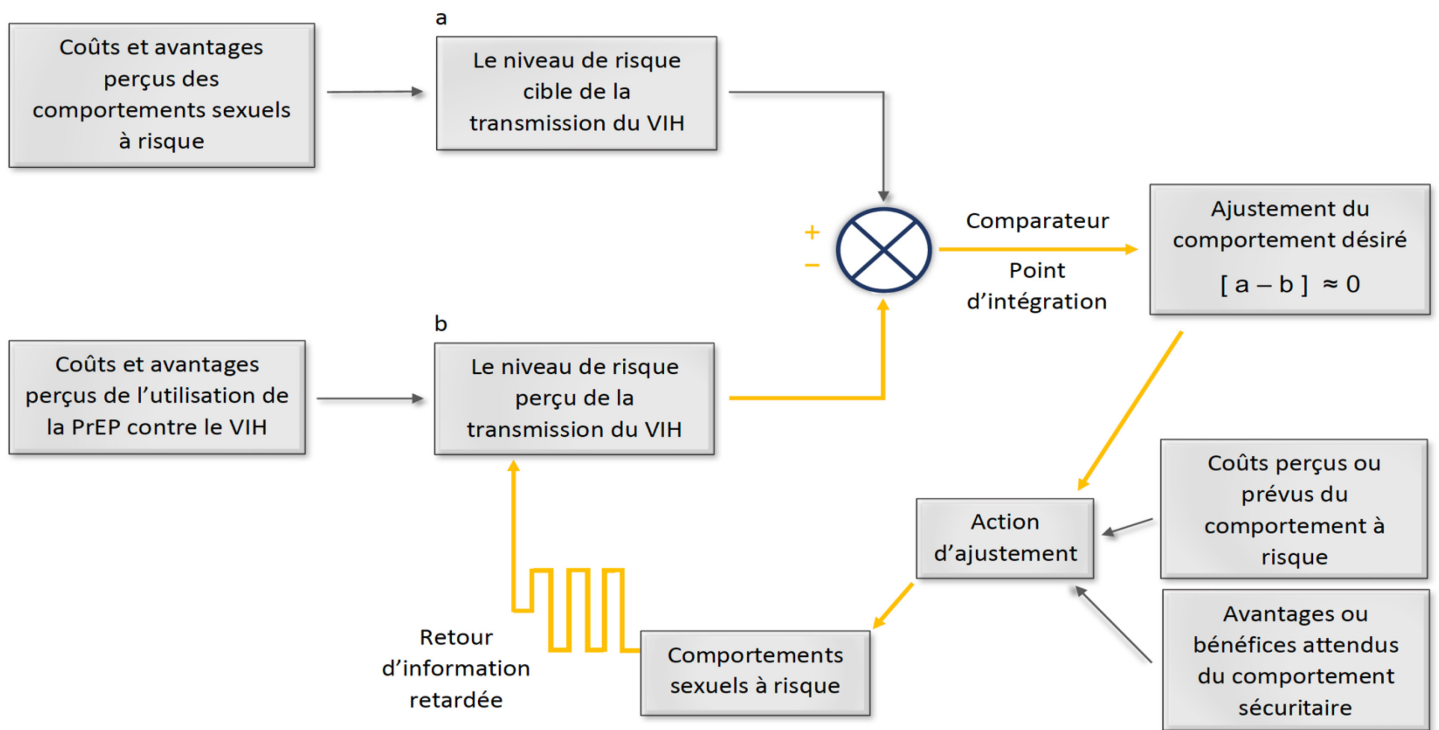 a
Coûts et avantages
perçus des
comportements sexuels
à risque
Le niveau de risque
cible de la
transmission du VIH
+
−
Comparateur
Point
d’intégration
Ajustement du
comportement désiré
[ a – b ] ≈ 0
b
Coûts et avantages
perçus de l’utilisation de
la PrEP contre le VIH
Le niveau de risque
perçu de la
transmission du VIH
Coûts perçus ou
prévus du
comportement à
risque
Action
d’ajustement
Avantages ou
bénéfices attendus
du comportement
sécuritaire
Retour
d’information
retardée
Comportements
sexuels à risque